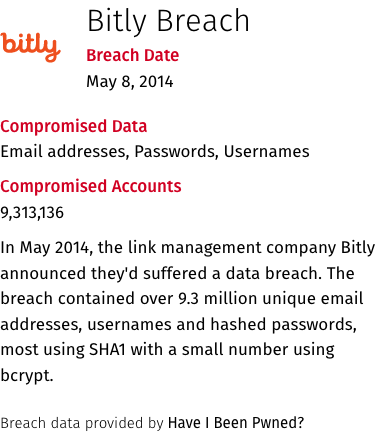 Bitly Breach
bitly
Breach Date
May 8, 2014
Compromised Data
Email addresses, Passwords, Usernames
Compromised Accounts
9,313,136
In May 2014, the link management company Bitly
announced they'd suffered a data breach. The
breach contained over 9.3 million unique email
addresses, usernames and hashed passwords,
most using SHA1 with a small number using
bcrypt.
Breach data provided by Have I Been Pwned?